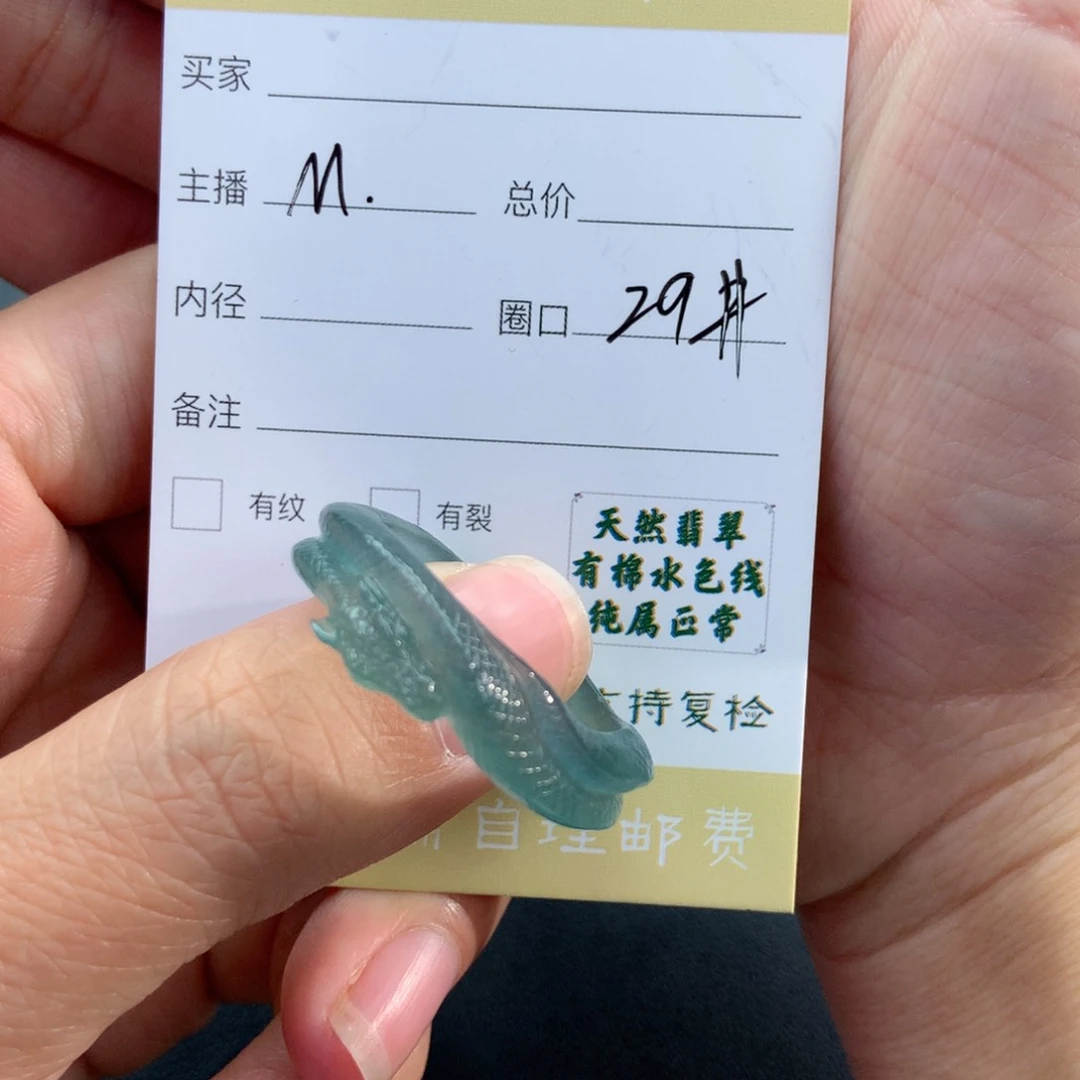 买家
主播 M. 总价
内径 圈口 29#
备注
有纹 有裂
天然翡翠
有棉水色线
纯属正常
支持复检
自理邮费